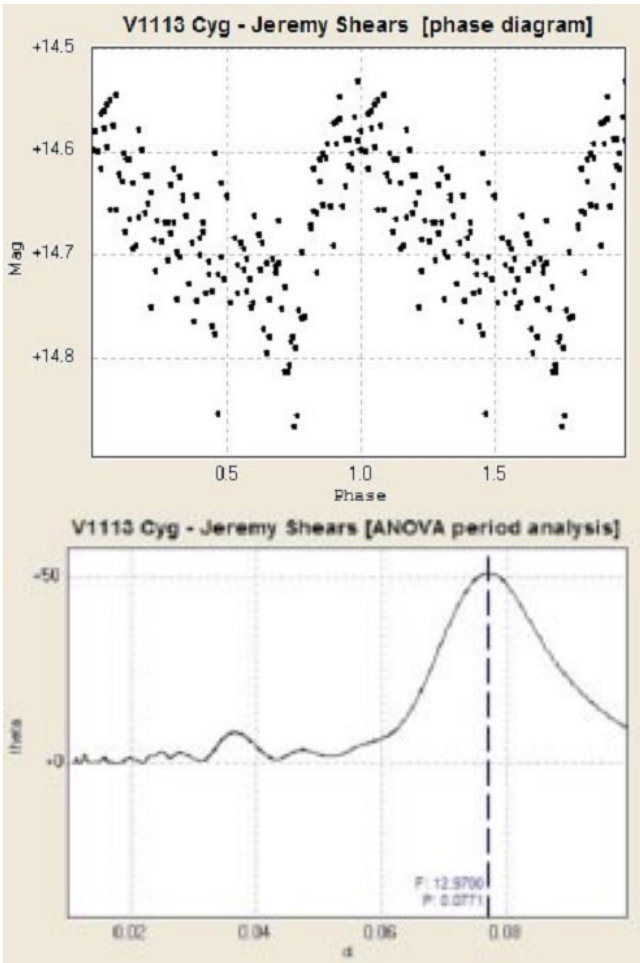 V1113 Cyg - Jeremy Shears [phase diagram]
+14.5
+14.6
+14.7
+14.8
Mag
0.5
1.0
1.5
Phase
V1113 Cyg - Jeremy Shears [ANOVA period analysis]
+50
+0
theta
F: 12.9700
P: 0.0771
0.02
0.04
0.06
0.08
d